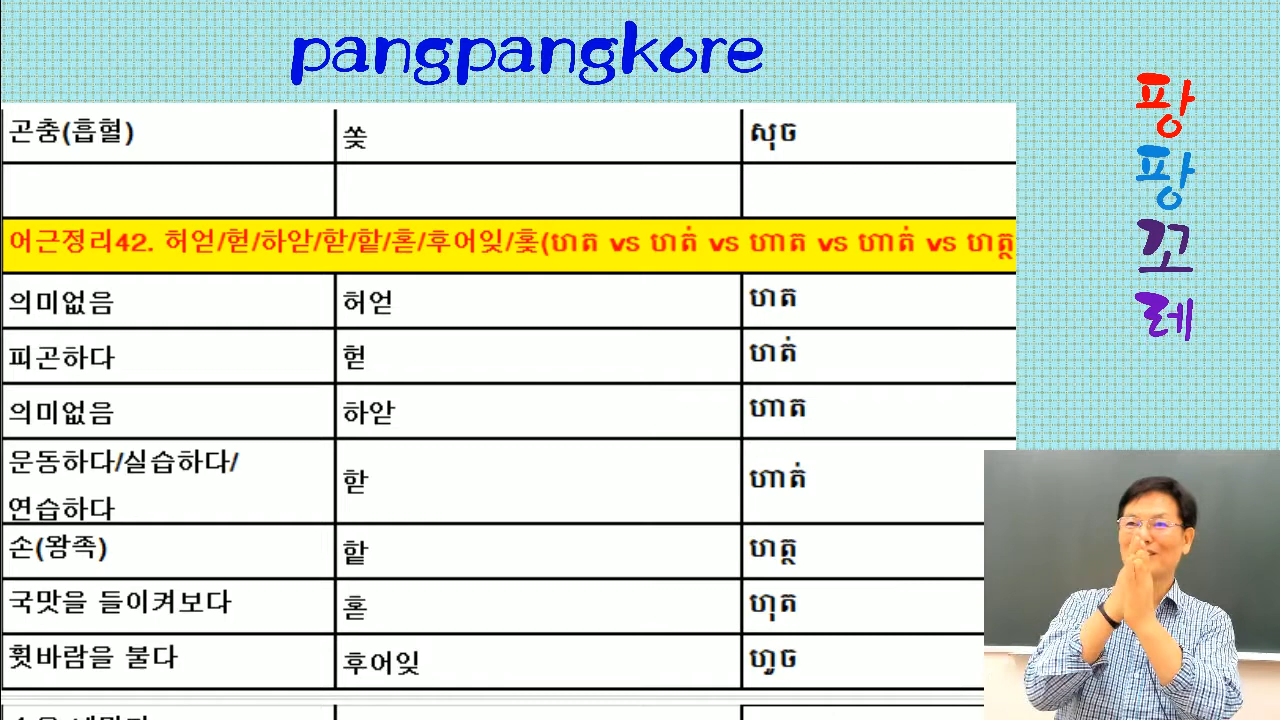 pangpangkore
팡
팡
꼬
레
곤충(흡혈) 쏯 សុច
어근정리42. 허얻/헏/하앋/핟/핱/혿/후어잊/훛(ហត vs ហត់ vs ហាត vs ហាត់ vs ហត្ថ
의미없음 허얻 ហត
피곤하다 헏 ហត់
의미없음 하앋 ហាត
운동하다/실습하다/
연습하다 핟 ហាត់
손(왕족) 핱 ហត្ថ
국맛을 들이켜보다 혿 ហុត
휫바람을 불다 후어잊 ហួច